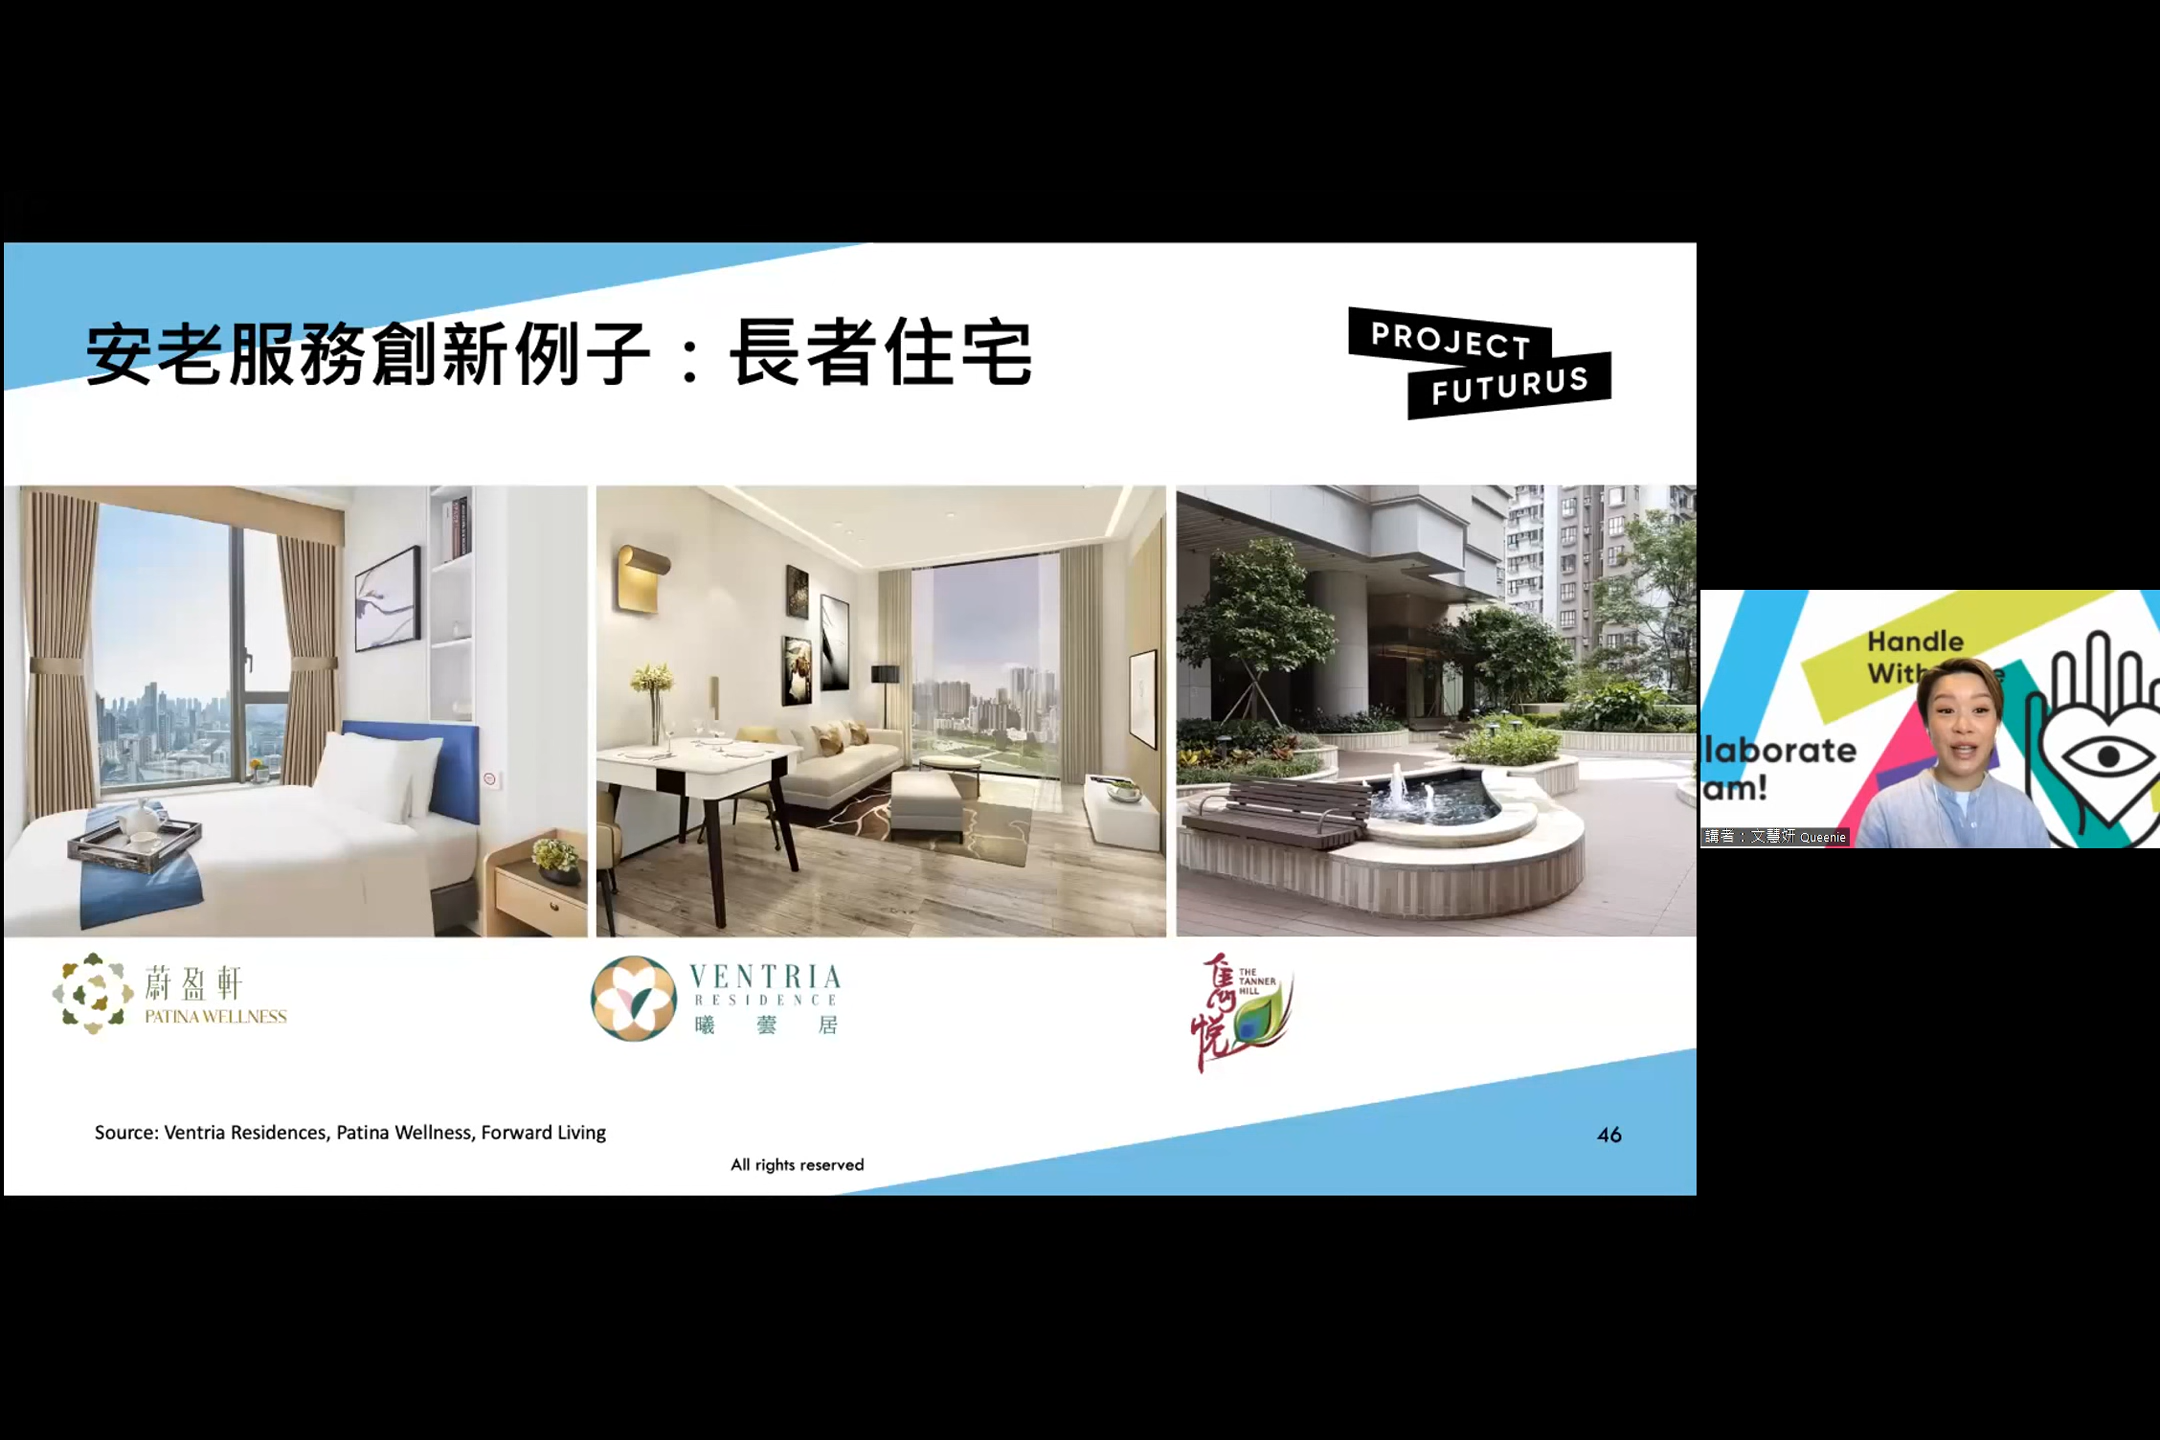 安老服務創新例子：長者住宅
PROJECT
FUTURUS
蔚盈軒
PATINA WELLNESS
VENTRIA
RESIDENCE
曦蕓居
THE
TANNER
HILL
雋悅
Source: Ventria Residences, Patina Wellness, Forward Living
All rights reserved
46
Handle
With
laborate
am!
講者：文慧妍 Queenie